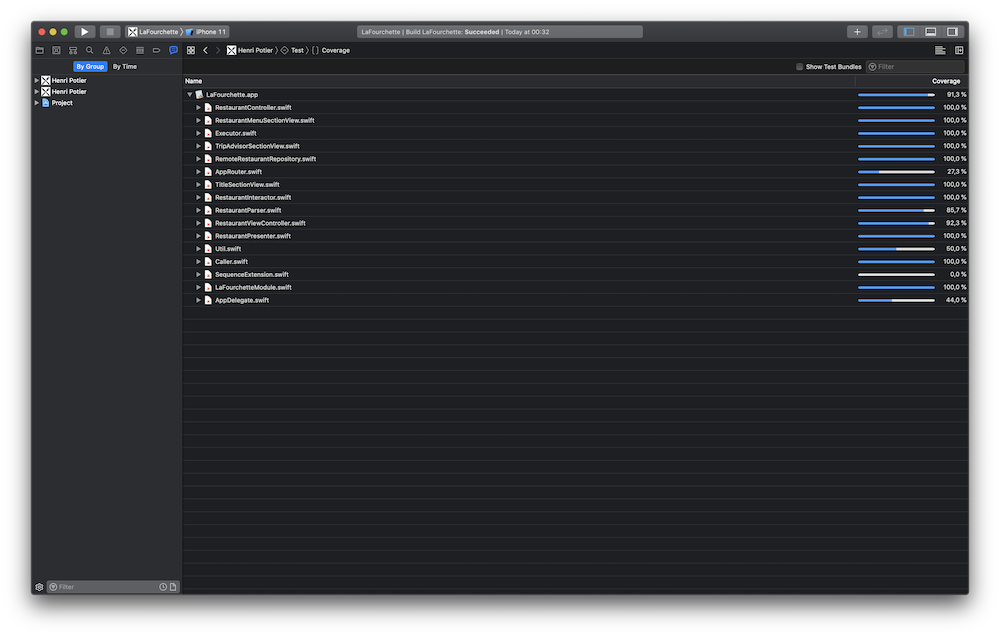 LaFourchette 〉 iPhone 11
LaFourchette | Build LaFourchette: Succeeded | Today at 00:32
Henri Potier 〉 Test 〉 { } Coverage
By Group By Time
Show Test Bundles Filter
Henri Potier
Henri Potier
Project
Name Coverage
LaFourchette.app 91,3 %
RestaurantController.swift 100,0 %
RestaurantMenuSectionView.swift 100,0 %
Executor.swift 100,0 %
TripAdvisorSectionView.swift 100,0 %
RemoteRestaurantRepository.swift 100,0 %
AppRouter.swift 27,3 %
TitleSectionView.swift 100,0 %
RestaurantInteractor.swift 100,0 %
RestaurantParser.swift 85,7 %
RestaurantViewController.swift 92,3 %
RestaurantPresenter.swift 100,0 %
Util.swift 50,0 %
Caller.swift 100,0 %
SequenceExtension.swift 0,0 %
LaFourchetteModule.swift 100,0 %
AppDelegate.swift 44,0 %
Filter